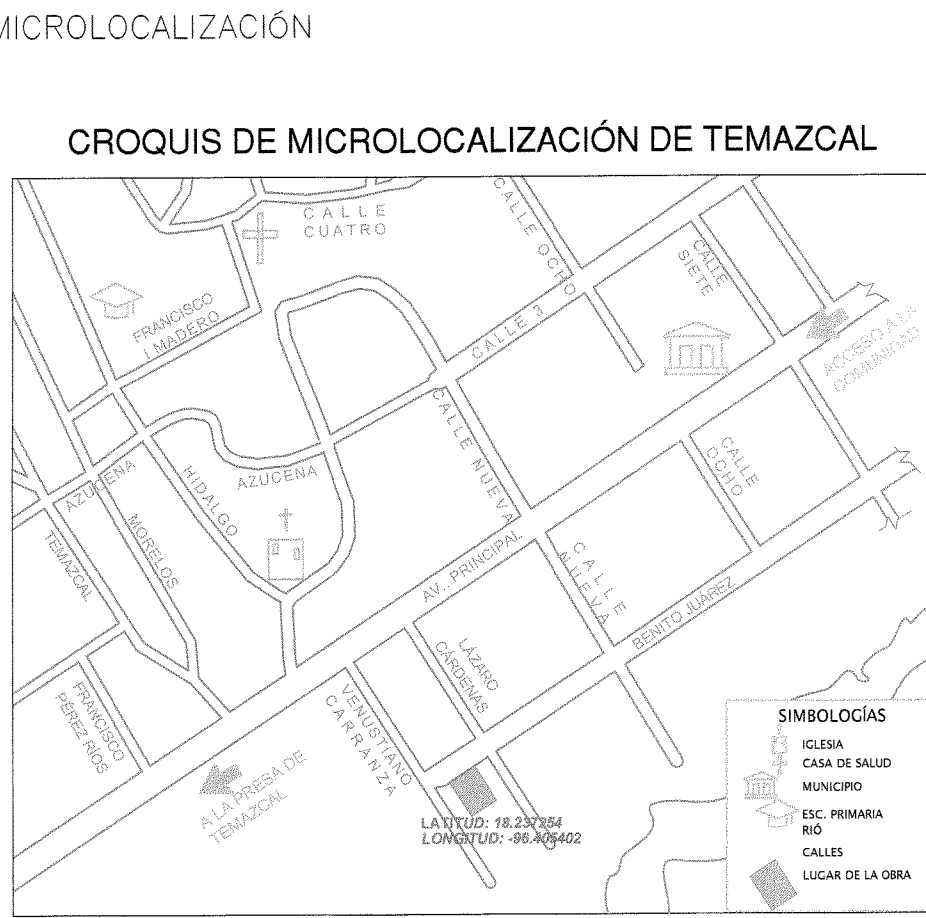 MICROLOCALIZACIÓN
CROQUIS DE MICROLOCALIZACIÓN DE TEMAZCAL
CALLE
CUATRO
CALLE OCHO
CALLE
SIETE
FRANCISCO
I MADERO
CALLE 3
ACCESO A LA
COMUNIDAD
CALLE NUEVA
CALLE
OCHO
AZUCENA
AZUCENA
HIDALGO
MORELOS
TEMAZCAL
AV.. PRINCIPAL
CALLE
NUEVA
BENITO JUÁREZ
LÁZARO
CÁRDENAS
VENUSTIANO
CARRANZA
FRANCISCO
PÉREZ RÍOS
A LA PRESA DE
TEMAZCAL
LATITUD: 18.237254
LONGITUD: -96.405402
SIMBOLOGÍAS
IGLESIA
CASA DE SALUD
MUNICIPIO
ESC. PRIMARIA
RIÓ
CALLES
LUGAR DE LA OBRA